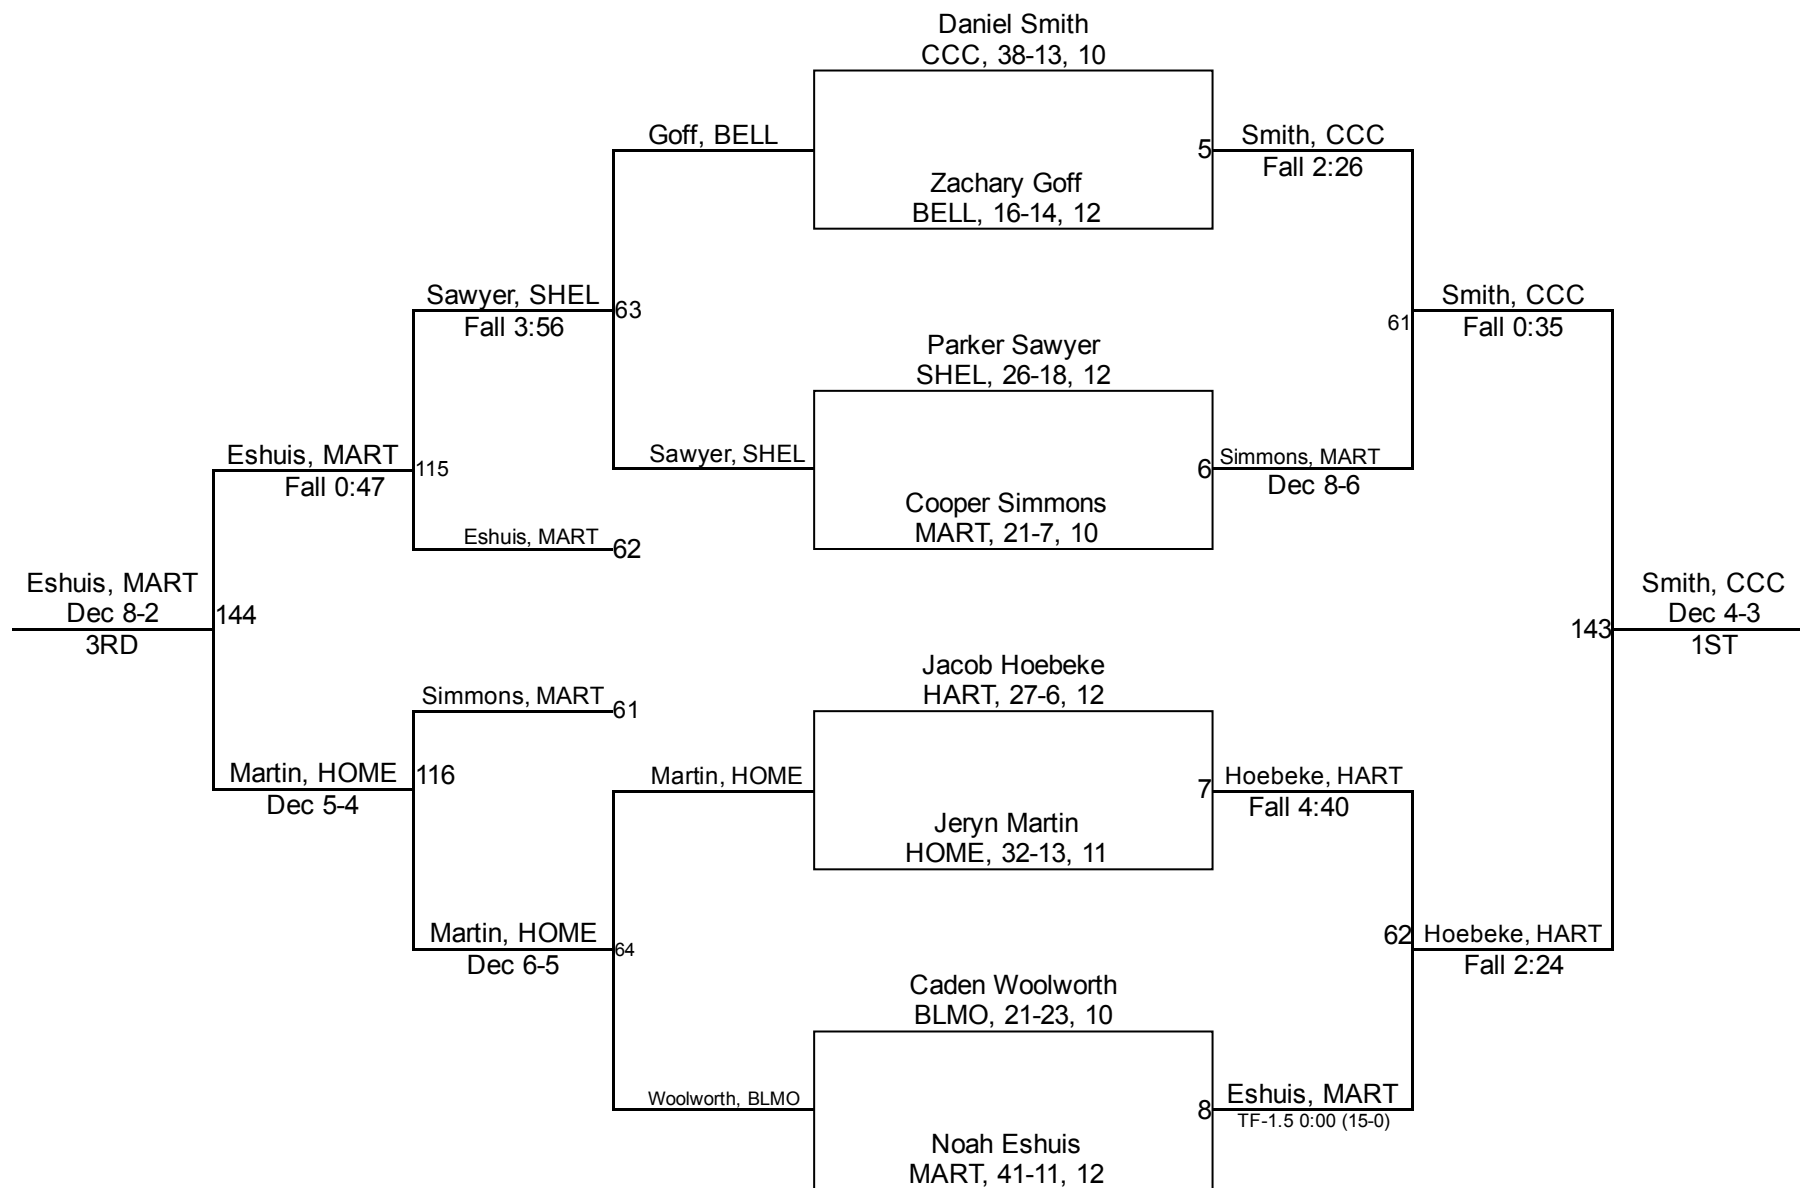 Daniel Smith
CCC, 38-13, 10
Goff, BELL
5
Smith, CCC
Fall 2:26
Zachary Goff
BELL, 16-14, 12
Sawyer, SHEL
Fall 3:56
63
61
Smith, CCC
Fall 0:35
Parker Sawyer
SHEL, 26-18, 12
Eshuis, MART
Fall 0:47
115
Sawyer, SHEL
6
Simmons, MART
Dec 8-6
Cooper Simmons
MART, 21-7, 10
Eshuis, MART
62
Eshuis, MART
Dec 8-2
3RD
144
143
Smith, CCC
Dec 4-3
1ST
Simmons, MART
61
Jacob Hoebeke
HART, 27-6, 12
Martin, HOME
Dec 5-4
116
Martin, HOME
7
Hoebeke, HART
Fall 4:40
Jeryn Martin
HOME, 32-13, 11
Martin, HOME
Dec 6-5
64
62
Hoebeke, HART
Fall 2:24
Caden Woolworth
BLMO, 21-23, 10
Woolworth, BLMO
8
Eshuis, MART
TF-1.5 0:00 (15-0)
Noah Eshuis
MART, 41-11, 12